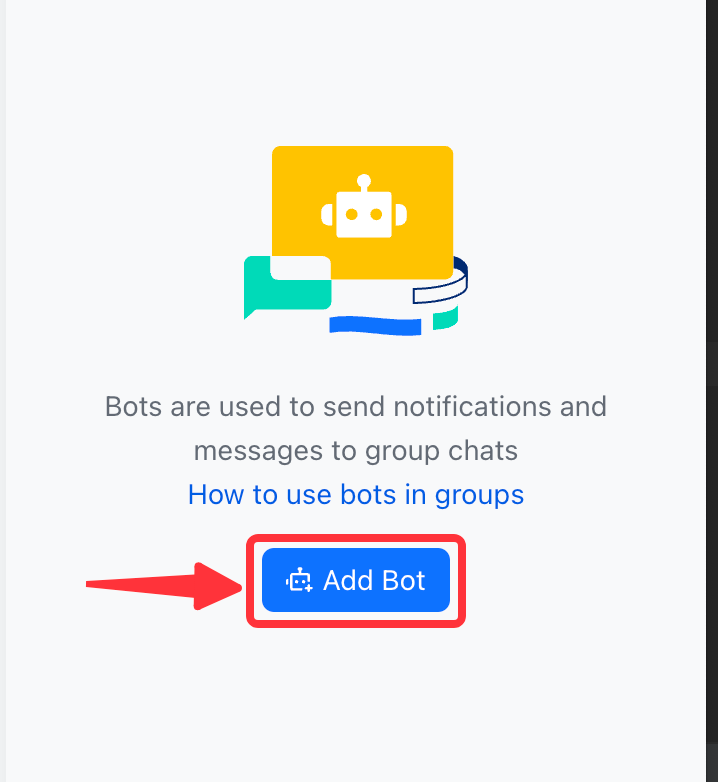 Bots are used to send notifications and
messages to group chats
How to use bots in groups
Add Bot